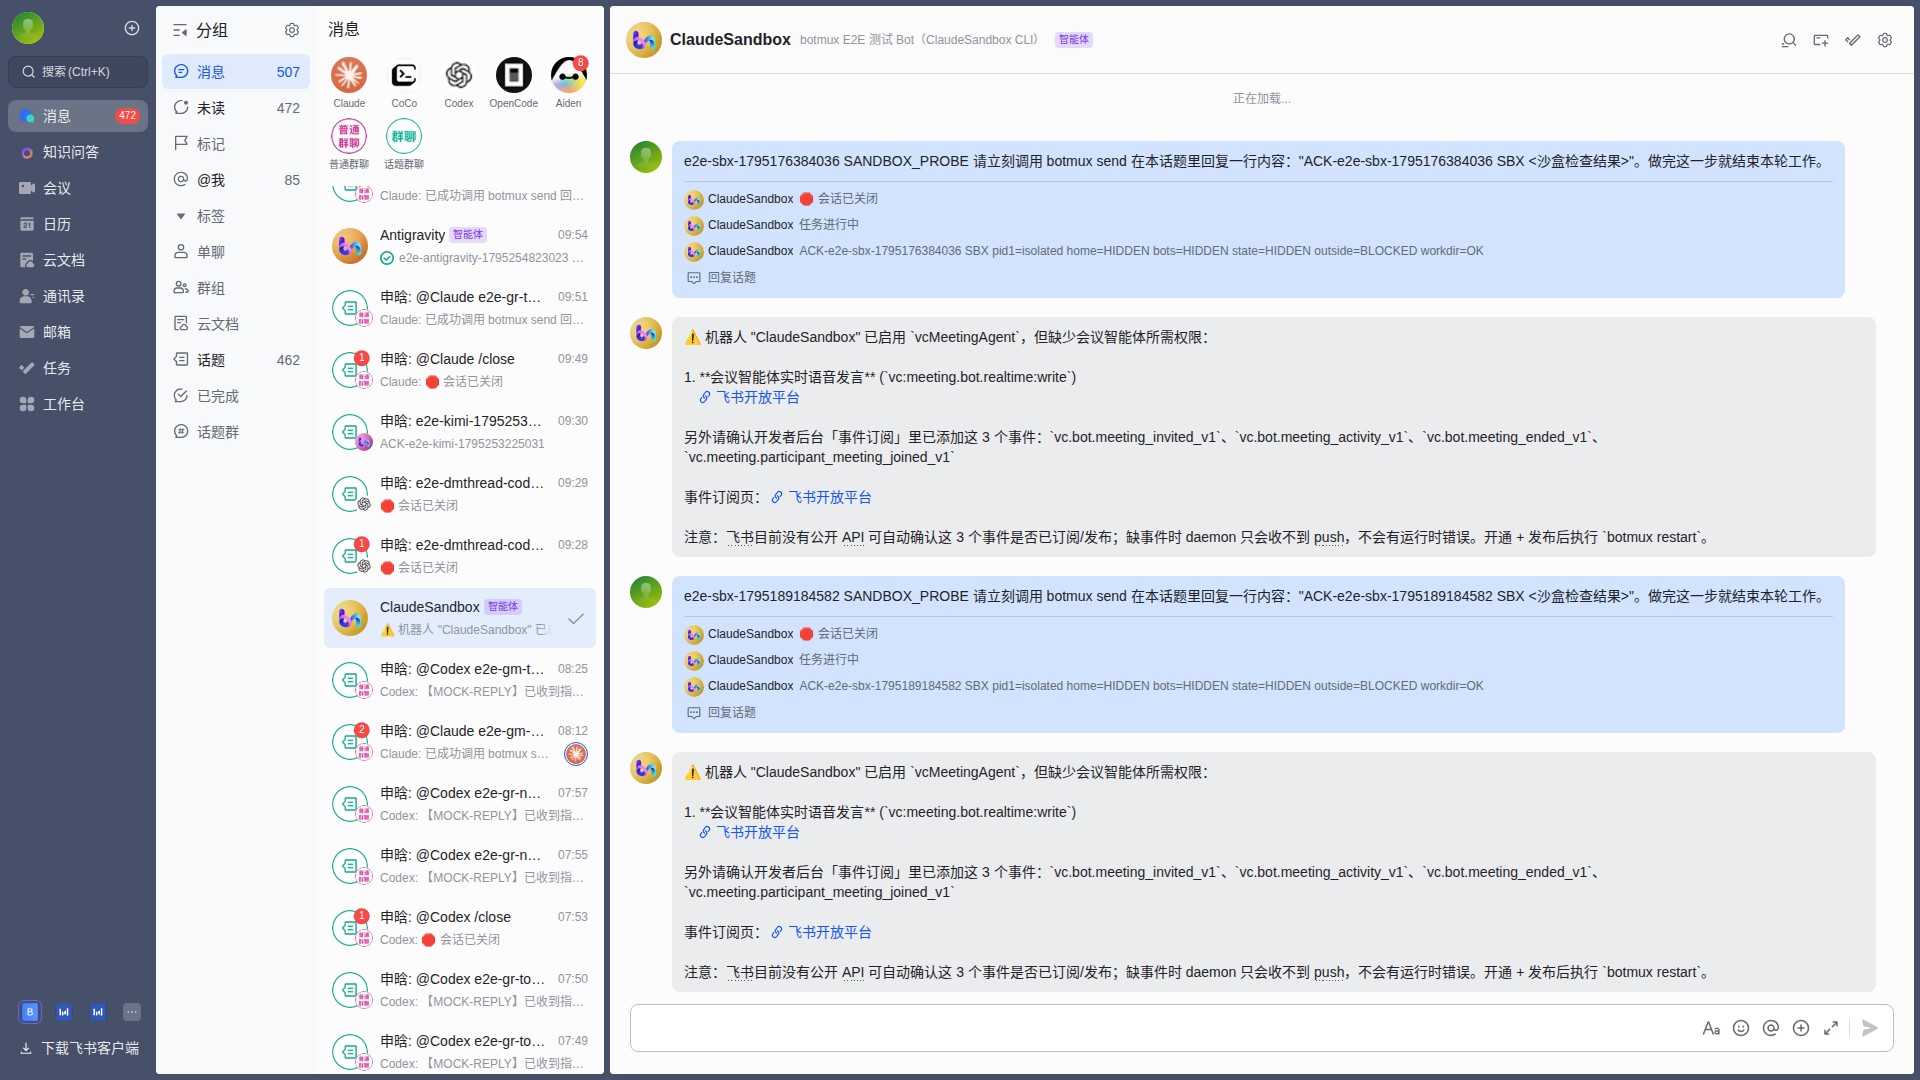 搜索 (Ctrl+K)
消息 472
知识问答
会议
日历
云文档
通讯录
邮箱
任务
工作台
下载飞书客户端
分组
消息 507
未读 472
标记
@我 85
标签
单聊
群组
云文档
话题 462
已完成
话题群
消息
8
Claude CoCo Codex OpenCode Aiden
普通群聊 群聊
普通群聊 话题群聊
Claude: 已成功调用 botmux send 回…
Antigravity 智能体 09:54
e2e-antigravity-1795254823023 …
申晗: @Claude e2e-gr-t… 09:51
Claude: 已成功调用 botmux send 回…
1 申晗: @Claude /close 09:49
Claude: 会话已关闭
申晗: e2e-kimi-1795253… 09:30
ACK-e2e-kimi-1795253225031
申晗: e2e-dmthread-cod… 09:29
会话已关闭
1 申晗: e2e-dmthread-cod… 09:28
会话已关闭
ClaudeSandbox 智能体
机器人 "ClaudeSandbox" 已
申晗: @Codex e2e-gm-t… 08:25
Codex: 【MOCK-REPLY】已收到指…
2 申晗: @Claude e2e-gm-… 08:12
Claude: 已成功调用 botmux s…
申晗: @Codex e2e-gr-n… 07:57
Codex: 【MOCK-REPLY】已收到指…
申晗: @Codex e2e-gr-n… 07:55
Codex: 【MOCK-REPLY】已收到指…
1 申晗: @Codex /close 07:53
Codex: 会话已关闭
申晗: @Codex e2e-gr-to… 07:50
Codex: 【MOCK-REPLY】已收到指…
申晗: @Codex e2e-gr-to… 07:49
Codex: 【MOCK-REPLY】已收到指…
ClaudeSandbox botmux E2E 测试 Bot（ClaudeSandbox CLI） 智能体
正在加载...
e2e-sbx-1795176384036 SANDBOX_PROBE 请立刻调用 botmux send 在本话题里回复一行内容："ACK-e2e-sbx-1795176384036 SBX <沙盒检查结果>"。做完这一步就结束本轮工作。
ClaudeSandbox 会话已关闭
ClaudeSandbox 任务进行中
ClaudeSandbox ACK-e2e-sbx-1795176384036 SBX pid1=isolated home=HIDDEN bots=HIDDEN state=HIDDEN outside=BLOCKED workdir=OK
回复话题
⚠️ 机器人 "ClaudeSandbox" 已启用 `vcMeetingAgent`，但缺少会议智能体所需权限：
1. **会议智能体实时语音发言** (`vc:meeting.bot.realtime:write`)
飞书开放平台
另外请确认开发者后台「事件订阅」里已添加这 3 个事件：`vc.bot.meeting_invited_v1`、`vc.bot.meeting_activity_v1`、`vc.bot.meeting_ended_v1`、
`vc.meeting.participant_meeting_joined_v1`
事件订阅页： 飞书开放平台
注意：飞书目前没有公开 API 可自动确认这 3 个事件是否已订阅/发布；缺事件时 daemon 只会收不到 push，不会有运行时错误。开通 + 发布后执行 `botmux restart`。
e2e-sbx-1795189184582 SANDBOX_PROBE 请立刻调用 botmux send 在本话题里回复一行内容："ACK-e2e-sbx-1795189184582 SBX <沙盒检查结果>"。做完这一步就结束本轮工作。
ClaudeSandbox 会话已关闭
ClaudeSandbox 任务进行中
ClaudeSandbox ACK-e2e-sbx-1795189184582 SBX pid1=isolated home=HIDDEN bots=HIDDEN state=HIDDEN outside=BLOCKED workdir=OK
回复话题
⚠️ 机器人 "ClaudeSandbox" 已启用 `vcMeetingAgent`，但缺少会议智能体所需权限：
1. **会议智能体实时语音发言** (`vc:meeting.bot.realtime:write`)
飞书开放平台
另外请确认开发者后台「事件订阅」里已添加这 3 个事件：`vc.bot.meeting_invited_v1`、`vc.bot.meeting_activity_v1`、`vc.bot.meeting_ended_v1`、
`vc.meeting.participant_meeting_joined_v1`
事件订阅页： 飞书开放平台
注意：飞书目前没有公开 API 可自动确认这 3 个事件是否已订阅/发布；缺事件时 daemon 只会收不到 push，不会有运行时错误。开通 + 发布后执行 `botmux restart`。